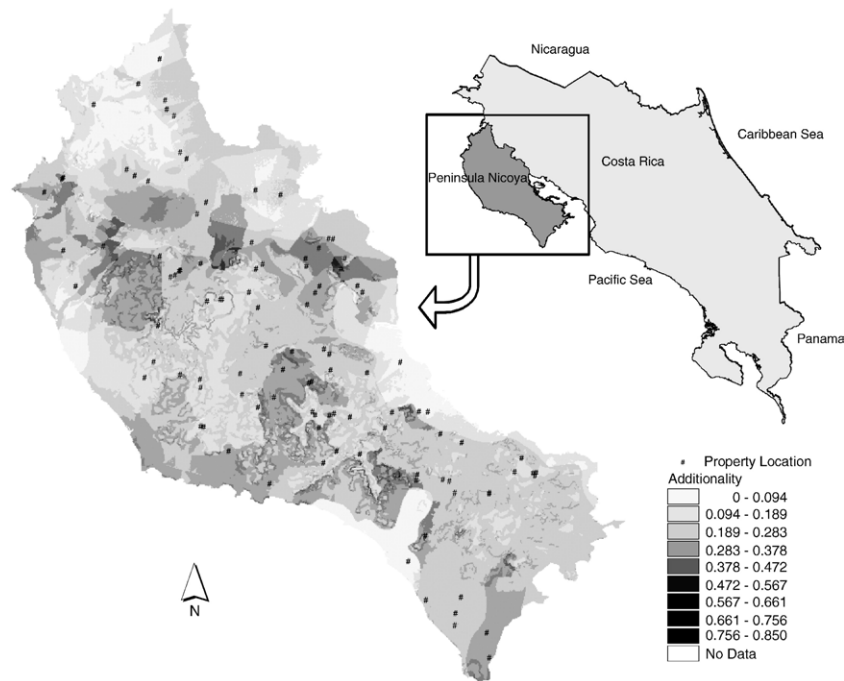 Nicaragua
Caribbean Sea
Costa Rica
Peninsula Nicoya
Pacific Sea
Panama
N
# Property Location
Additionality
0 - 0.094
0.094 - 0.189
0.189 - 0.283
0.283 - 0.378
0.378 - 0.472
0.472 - 0.567
0.567 - 0.661
0.661 - 0.756
0.756 - 0.850
No Data